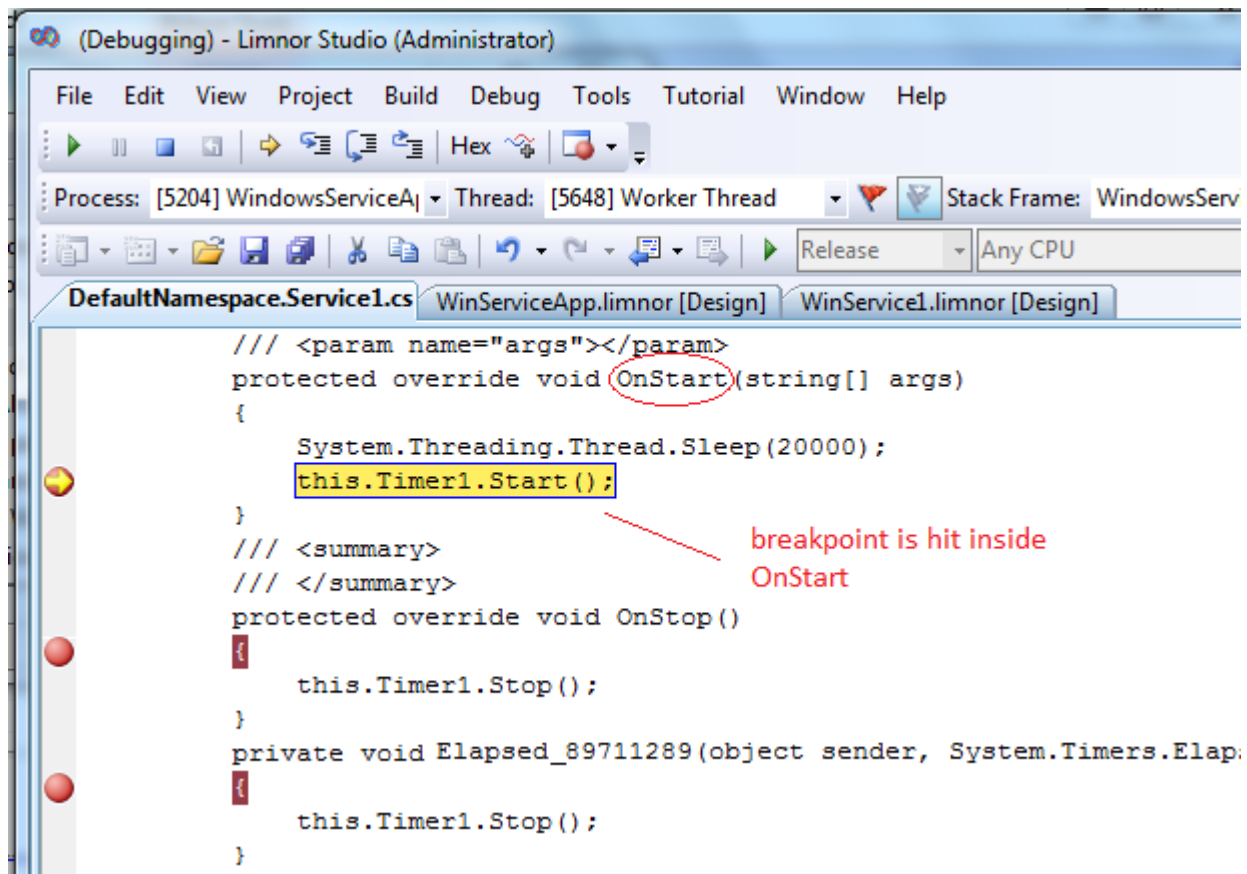 (Debugging) - Limnor Studio (Administrator)
File Edit View Project Build Debug Tools Tutorial Window Help
Hex
Process: [5204] WindowsServiceA Thread: [5648] Worker Thread Stack Frame: WindowsServi
Release Any CPU
DefaultNamespace.Service1.cs WinServiceApp.limnor [Design] WinService1.limnor [Design]
/// <param name="args"></param>
protected override void OnStart(string[] args)
{
System.Threading.Thread.Sleep(20000);
this.Timer1.Start();
}
/// <summary>
breakpoint is hit inside
OnStart
/// </summary>
protected override void OnStop()
{
this.Timer1.Stop();
}
private void Elapsed_89711289(object sender, System.Timers.Elaps
{
this.Timer1.Stop();
}